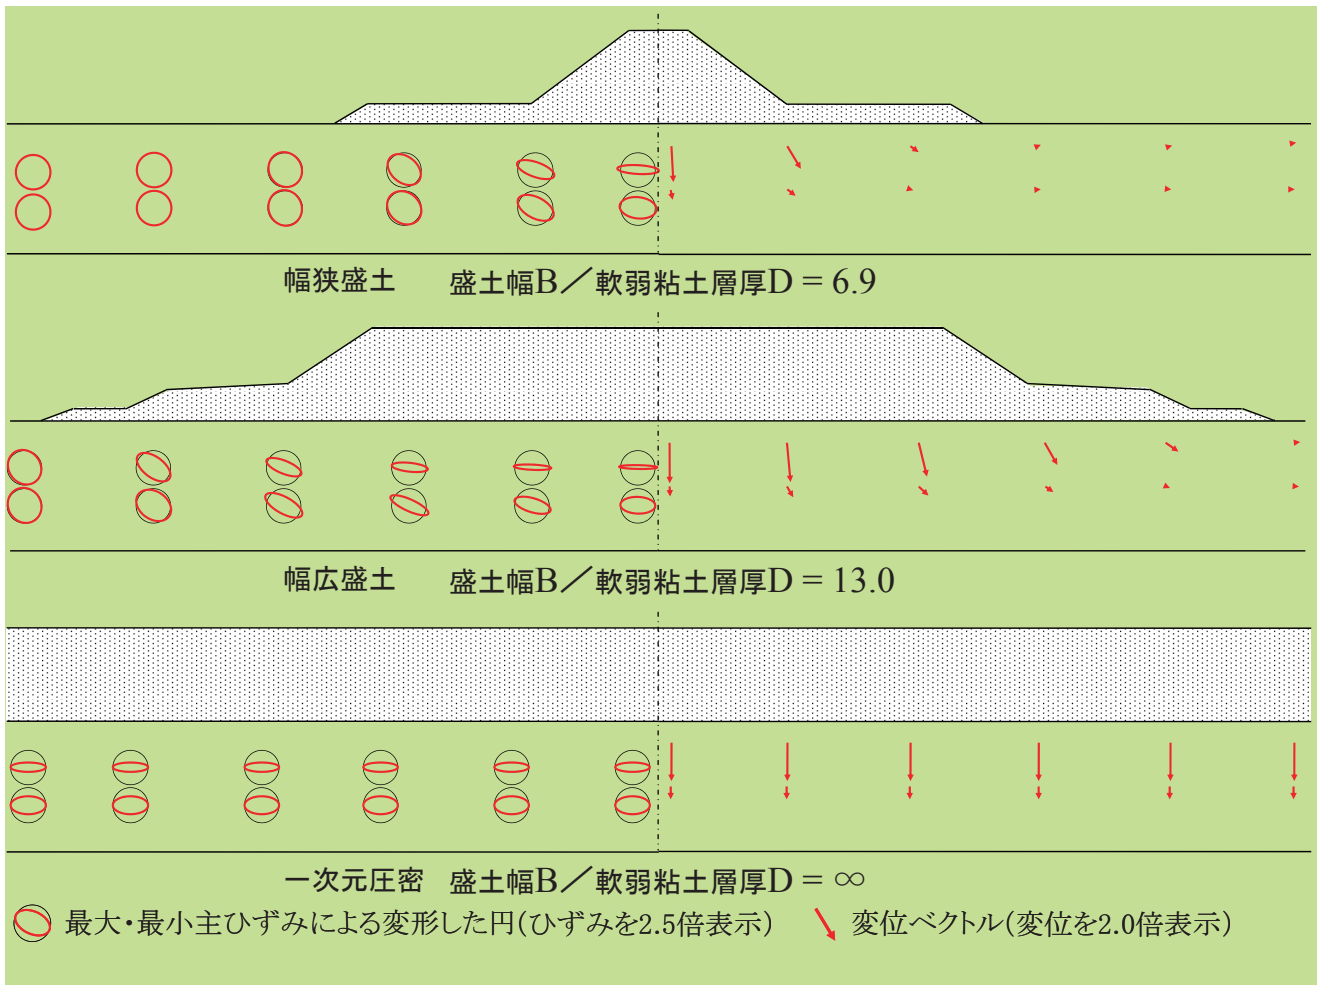 幅狭盛土 盛土幅B／軟弱粘土層厚D = 6.9
幅広盛土 盛土幅B／軟弱粘土層厚D = 13.0
一次元圧密 盛土幅B／軟弱粘土層厚D = ∞
最大・最小主ひずみによる変形した円(ひずみを2.5倍表示) 変位ベクトル(変位を2.0倍表示)